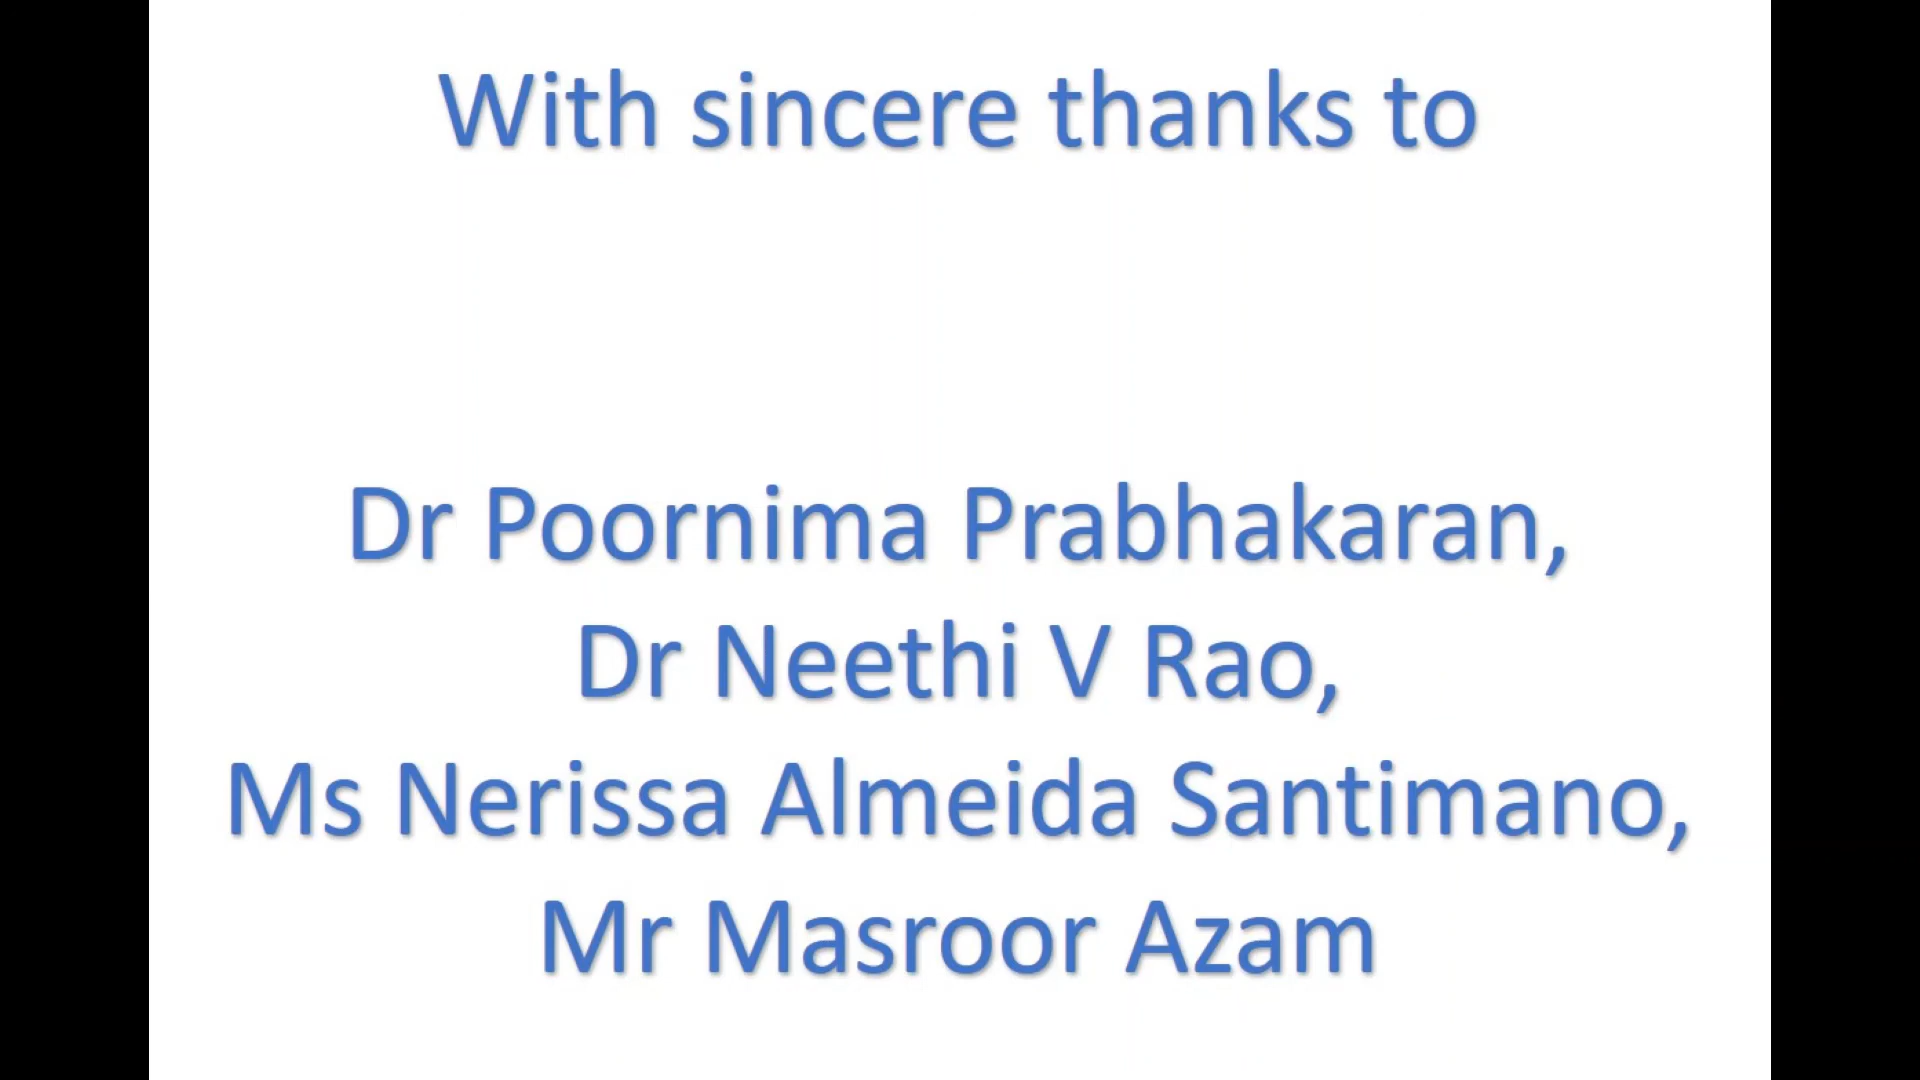 With sincere thanks to
Dr Poornima Prabhakaran,
Dr Neethi V Rao,
Ms Nerissa Almeida Santimano,
Mr Masroor Azam